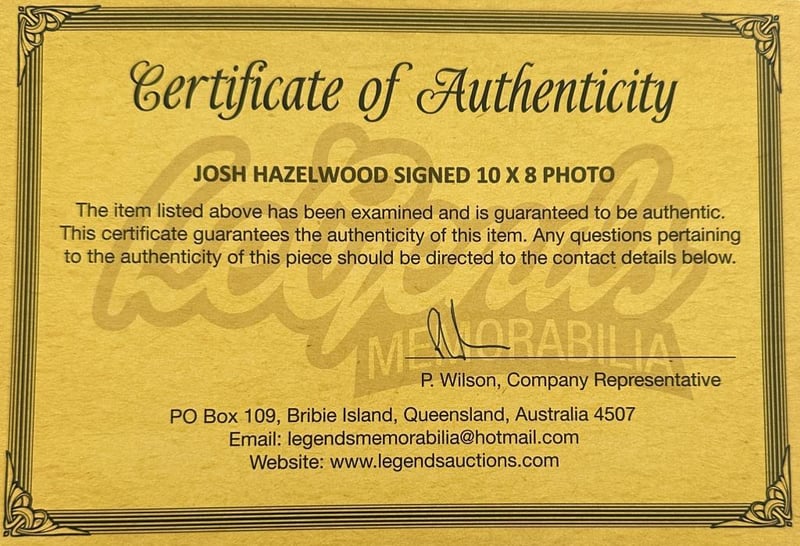 Certificate of Authenticity
JOSH HAZELWOOD SIGNED 10 X 8 PHOTO
The item listed above has been examined and is guaranteed to be authentic.
This certificate guarantees the authenticity of this item. Any questions pertaining
to the authenticity of this piece should be directed to the contact details below.
Legends
MEMORABILIA
P. Wilson, Company Representative
PO Box 109, Bribie Island, Queensland, Australia 4507
Email: legendsmemorabilia@hotmail.com
Website: www.legendsauctions.com